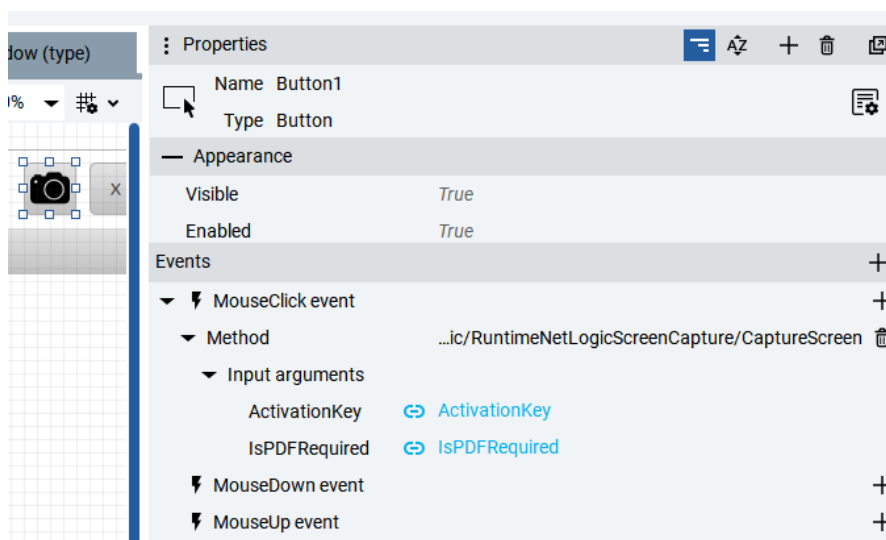 dow (type)
Properties
Name Button1
%
Type Button
Appearance
X
Visible True
Enabled True
Events
MouseClick event
Method ...ic/RuntimeNetLogicScreenCapture/CaptureScreen
Input arguments
ActivationKey ActivationKey
IsPDFRequired IsPDFRequired
MouseDown event
MouseUp event